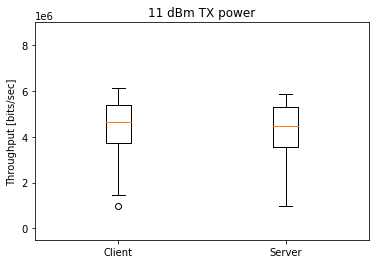 11 dBm TX power
1e6
Throughput [bits/sec]
8
6
4
2
0
Client
Server